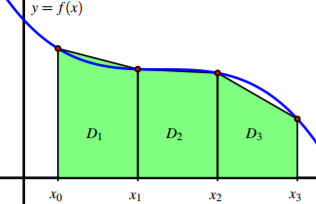 y = f(x)
D₁ D₂ D₃
x₀ x₁ x₂ x₃